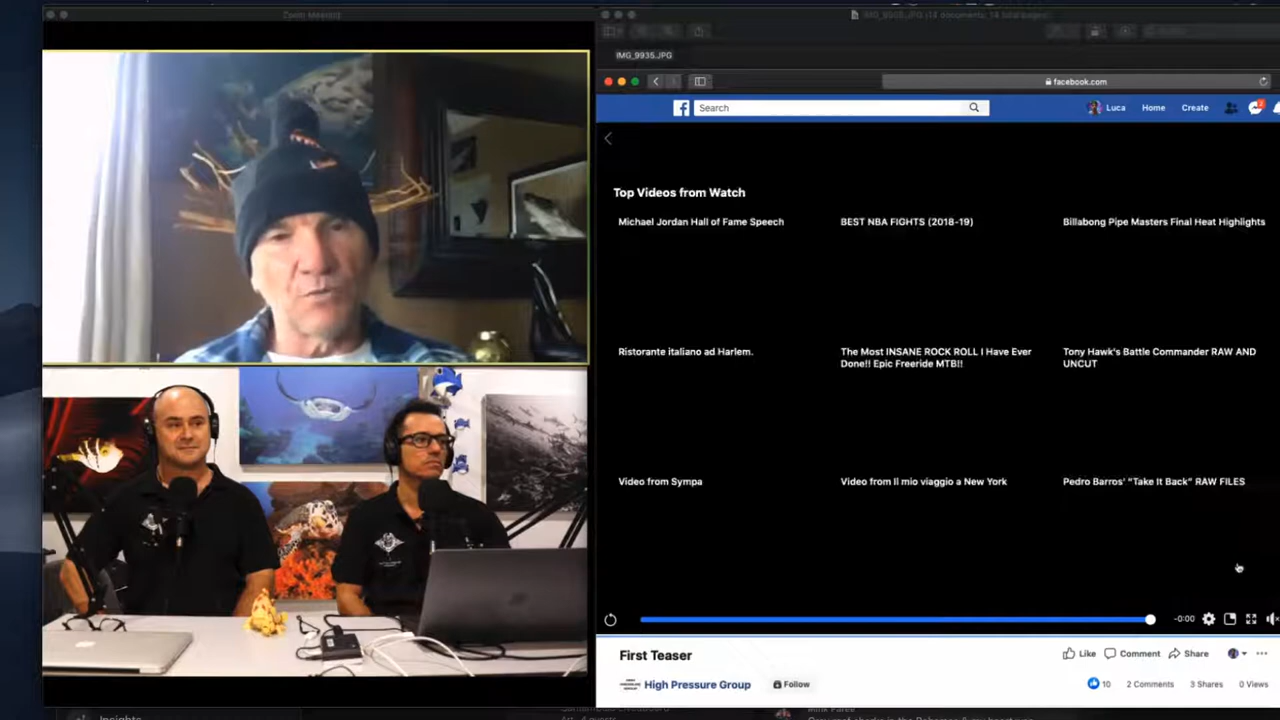 Zoom Meeting
IMG_9935.JPG
facebook.com
Search
Luca
Home
Create
Top Videos from Watch
Michael Jordan Hall of Fame Speech
BEST NBA FIGHTS (2018-19)
Billabong Pipe Masters Final Heat Highlights
Ristorante italiano ad Harlem.
The Most INSANE ROCK ROLL I Have Ever
Done!! Epic Freeride MTB!!
Tony Hawk's Battle Commander RAW AND
UNCUT
Video from Sympa
Video from Il mio viaggio a New York
Pedro Barros' "Take It Back" RAW FILES
-0:00
First Teaser
Like
Comment
Share
High Pressure Group
Follow
10
2 Comments
3 Shares
0 Views
Insights